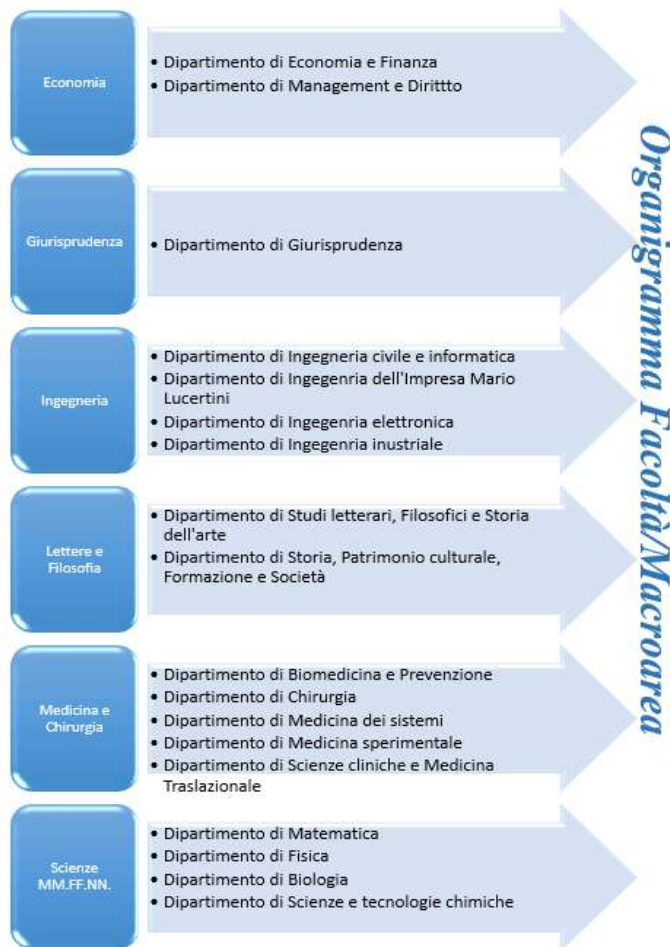 Economia
• Dipartimento di Economia e Finanza
• Dipartimento di Management e Dirittto
Giurisprudenza
• Dipartimento di Giurisprudenza
Ingegneria
• Dipartimento di Ingegneria civile e informatica
• Dipartimento di Ingegenria dell'Impresa Mario
Lucertini
• Dipartimento di Ingegenria elettronica
• Dipartimento di Ingegenria inustriale
Lettere e
Filosofia
• Dipartimento di Studi letterari, Filosofici e Storia
dell'arte
• Dipartimento di Storia, Patrimonio culturale,
Formazione e Società
Medicina e
Chirurgia
• Dipartimento di Biomedicina e Prevenzione
• Dipartimento di Chirurgia
• Dipartimento di Medicina dei sistemi
• Dipartimento di Medicina sperimentale
• Dipartimento di Scienze cliniche e Medicina
Traslazionale
Scienze
MM.FF.NN.
• Dipartimento di Matematica
• Dipartimento di Fisica
• Dipartimento di Biologia
• Dipartimento di Scienze e tecnologie chimiche
Organigramma Facoltà/Macroarea